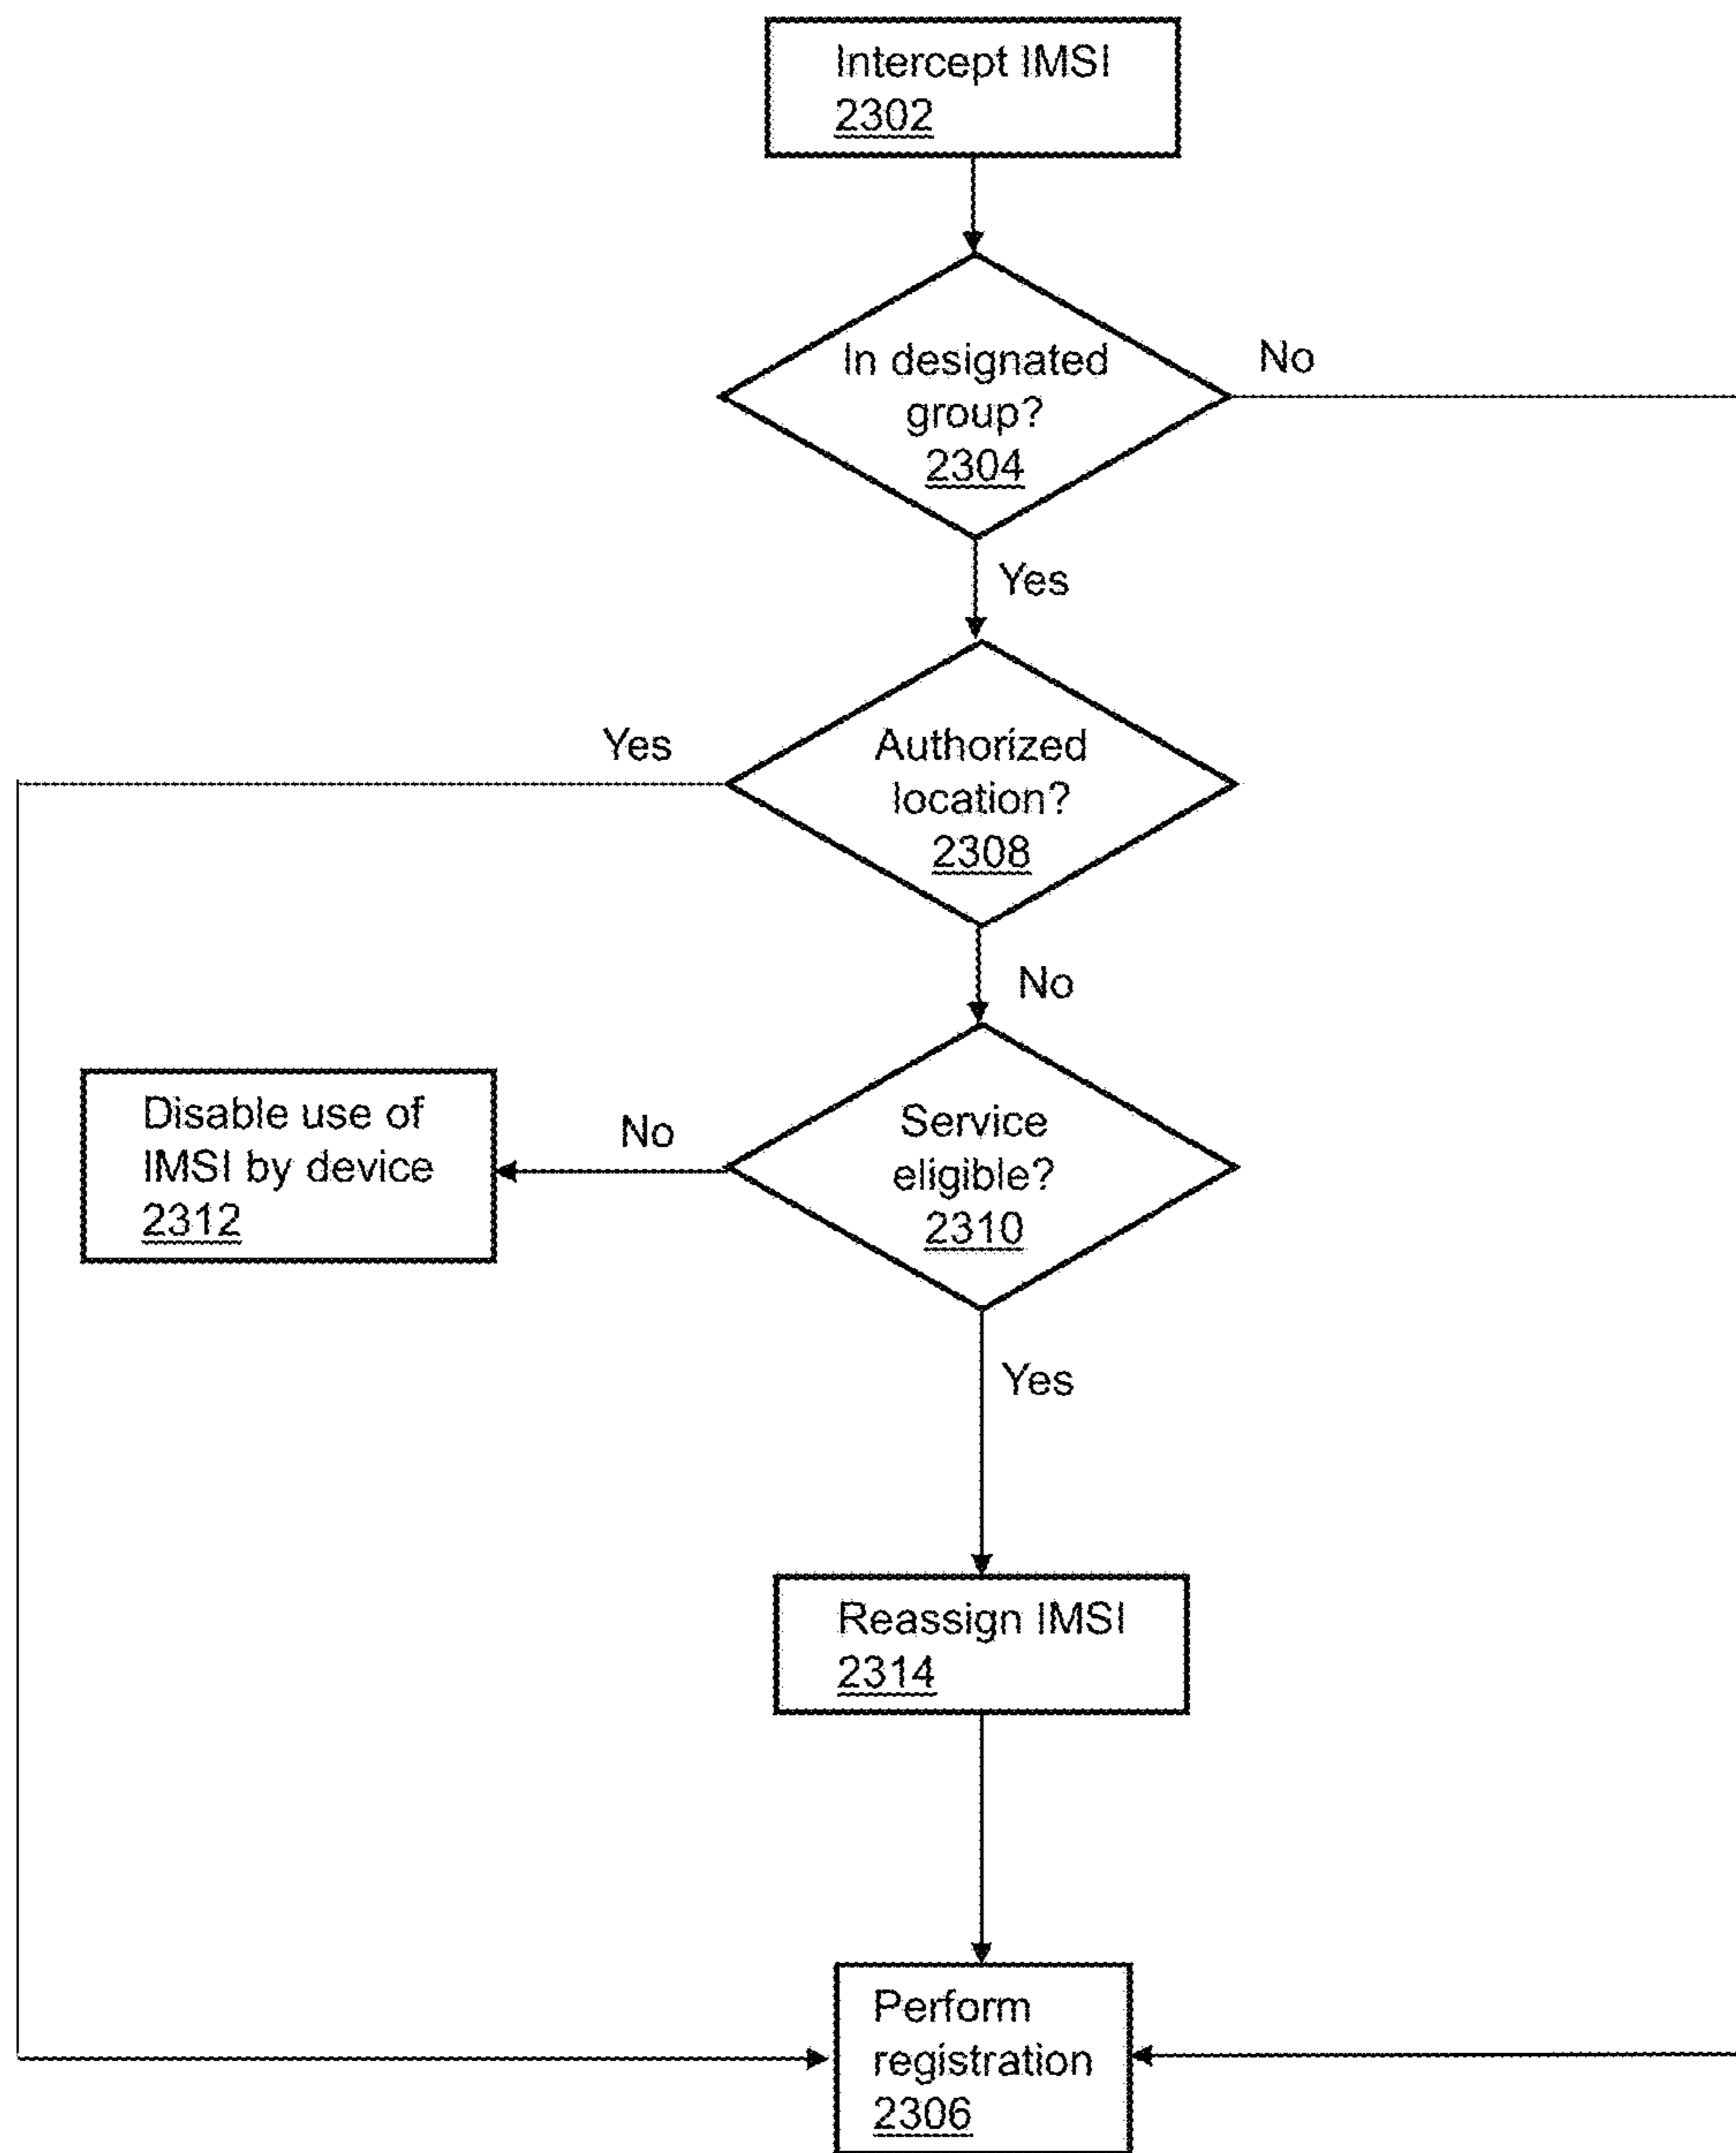 Intercept IMSI
2302
In designated
group?
2304
No
Yes
Yes
Authorized
location?
2308
No
Disable use of
IMSI by device
2312
No
Service
eligible?
2310
Yes
Reassign IMSI
2314
Perform
registration
2306